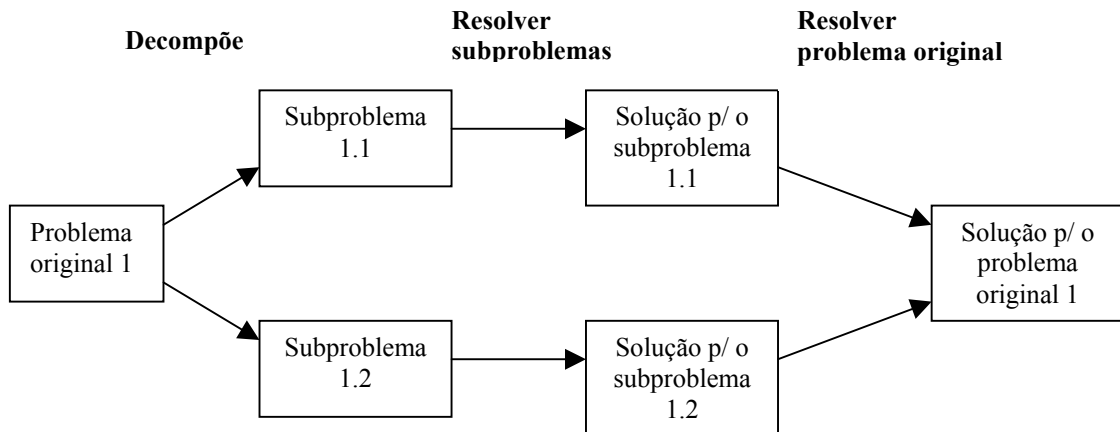 Decompõe
Resolver
subproblemas
Resolver
problema original
Subproblema
1.1
Solução p/ o
subproblema
1.1
Problema
original 1
Solução p/ o
problema
original 1
Subproblema
1.2
Solução p/ o
subproblema
1.2